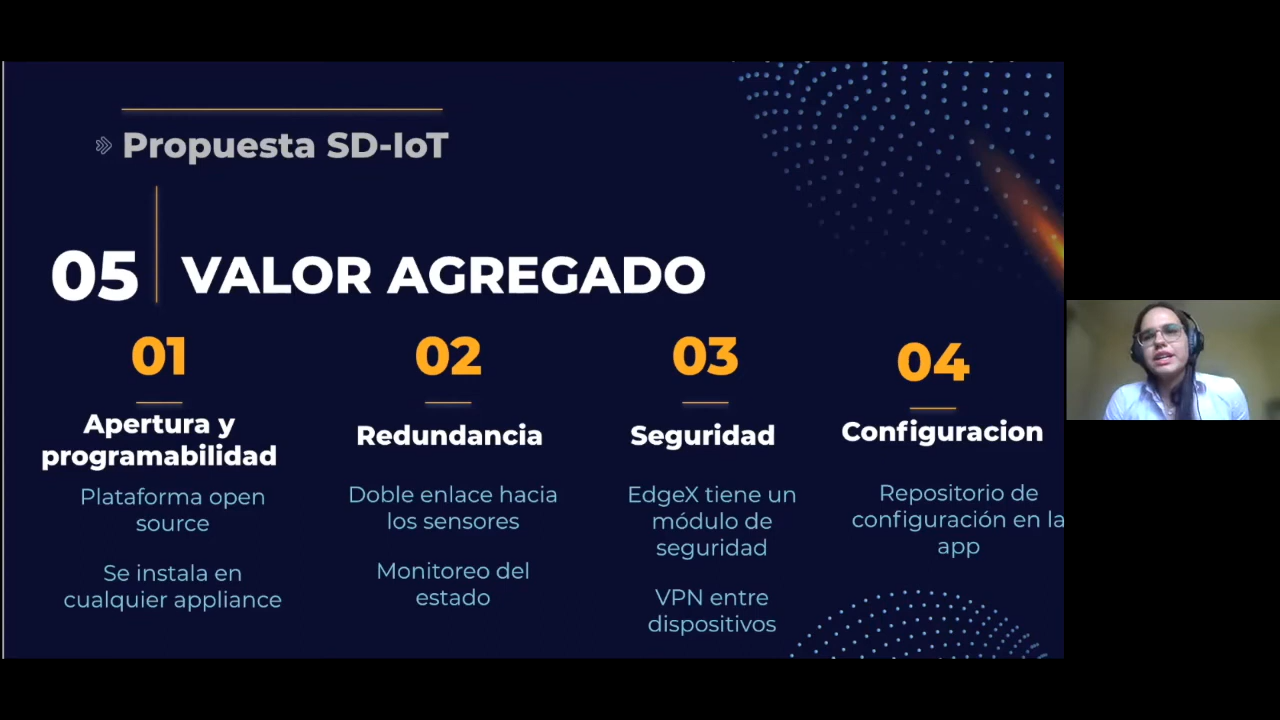 Propuesta SD-IoT
05
VALOR AGREGADO
01
Apertura y
programabilidad
Plataforma open
source
Se instala en
cualquier appliance
02
Redundancia
Doble enlace hacia
los sensores
Monitoreo del
estado
03
Seguridad
EdgeX tiene un
módulo de
seguridad
VPN entre
dispositivos
04
Configuracion
Repositorio de
configuración en la
app